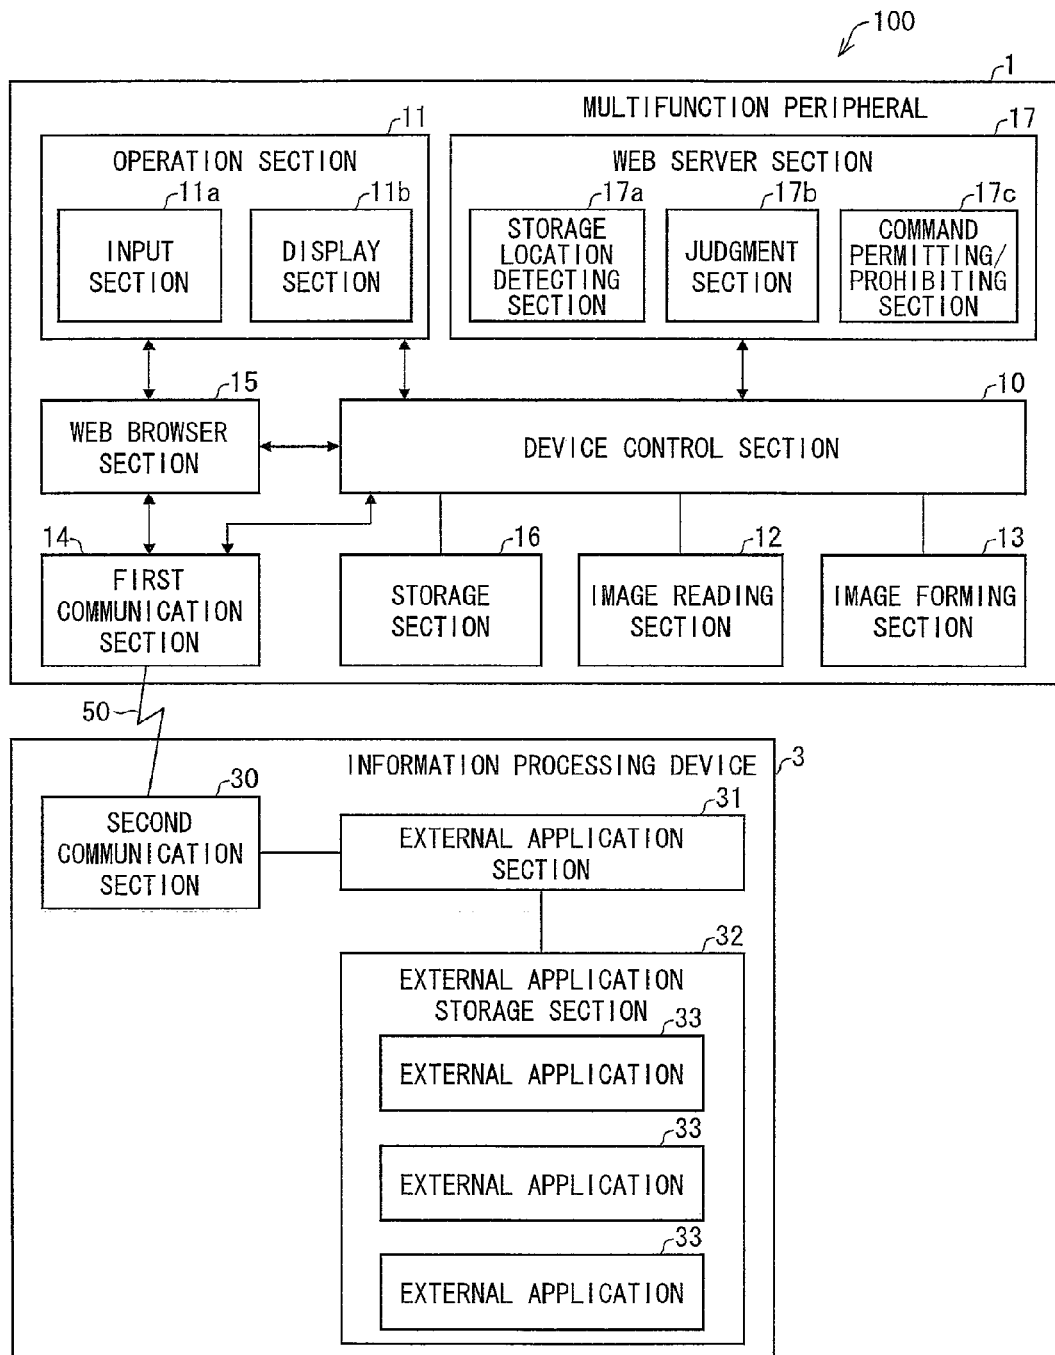 100
1
MULTIFUNCTION PERIPHERAL
11
OPERATION SECTION
11a
INPUT
SECTION
11b
DISPLAY
SECTION
17
WEB SERVER SECTION
17a
STORAGE
LOCATION
DETECTING
SECTION
17b
JUDGMENT
SECTION
17c
COMMAND
PERMITTING/
PROHIBITING
SECTION
15
WEB BROWSER
SECTION
10
DEVICE CONTROL SECTION
14
FIRST
COMMUNICATION
SECTION
16
STORAGE
SECTION
12
IMAGE READING
SECTION
13
IMAGE FORMING
SECTION
50
INFORMATION PROCESSING DEVICE
3
30
SECOND
COMMUNICATION
SECTION
31
EXTERNAL APPLICATION
SECTION
32
EXTERNAL APPLICATION
STORAGE SECTION
33
EXTERNAL APPLICATION
33
EXTERNAL APPLICATION
33
EXTERNAL APPLICATION